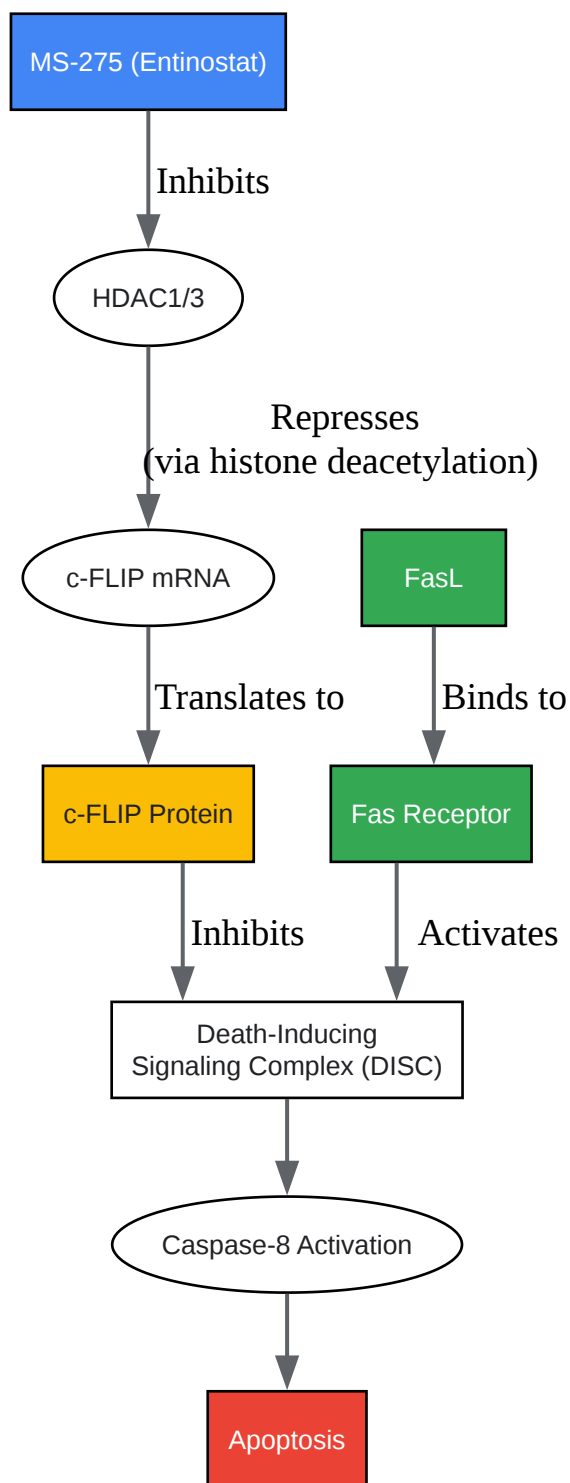 MS-275 (Entinostat)
Inhibits
HDAC1/3
Represses
(via histone deacetylation)
c-FLIP mRNA
FasL
Translates to
Binds to
c-FLIP Protein
Fas Receptor
Inhibits
Activates
Death-Inducing
Signaling Complex (DISC)
Caspase-8 Activation
Apoptosis